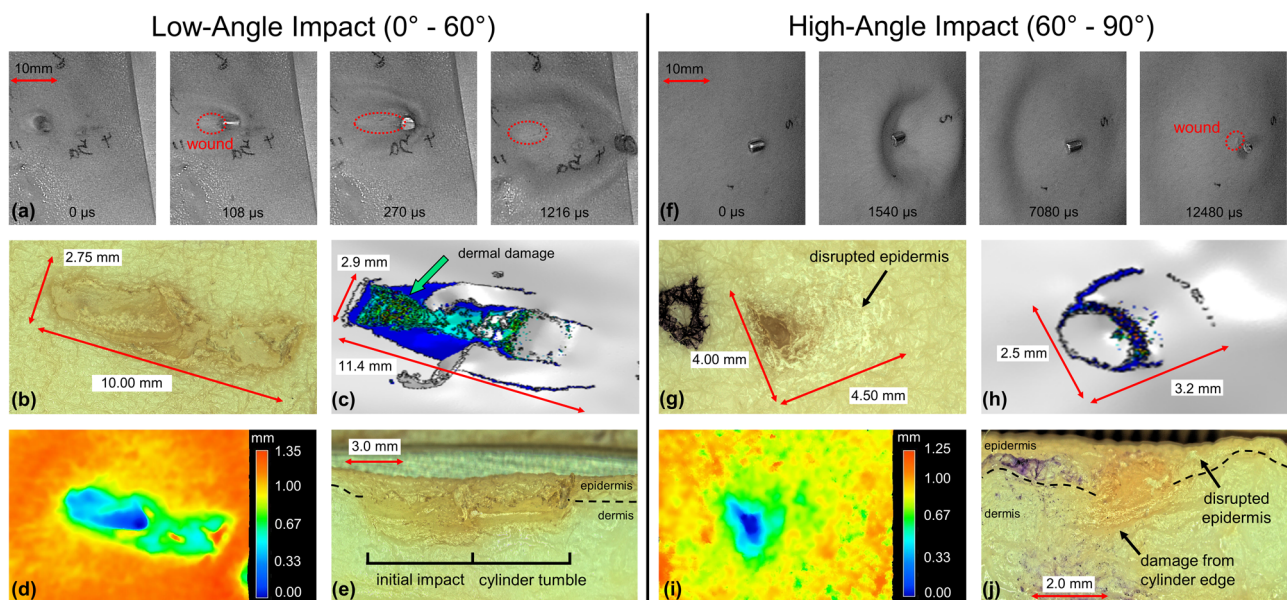 Low-Angle Impact (0° - 60°)
High-Angle Impact (60° - 90°)
10mm
wound
(a)
0 µs
108 µs
270 µs
1216 µs
10mm
wound
(f)
0 µs
1540 µs
7080 µs
12480 µs
2.75 mm
10.00 mm
(b)
dermal damage
2.9 mm
11.4 mm
(c)
disrupted epidermis
4.00 mm
4.50 mm
(g)
2.5 mm
3.2 mm
(h)
mm
1.35
1.00
0.67
0.33
0.00
(d)
3.0 mm
epidermis
dermis
initial impact
cylinder tumble
(e)
mm
1.25
1.00
0.67
0.33
0.00
(i)
epidermis
dermis
disrupted
epidermis
damage from
cylinder edge
2.0 mm
(j)